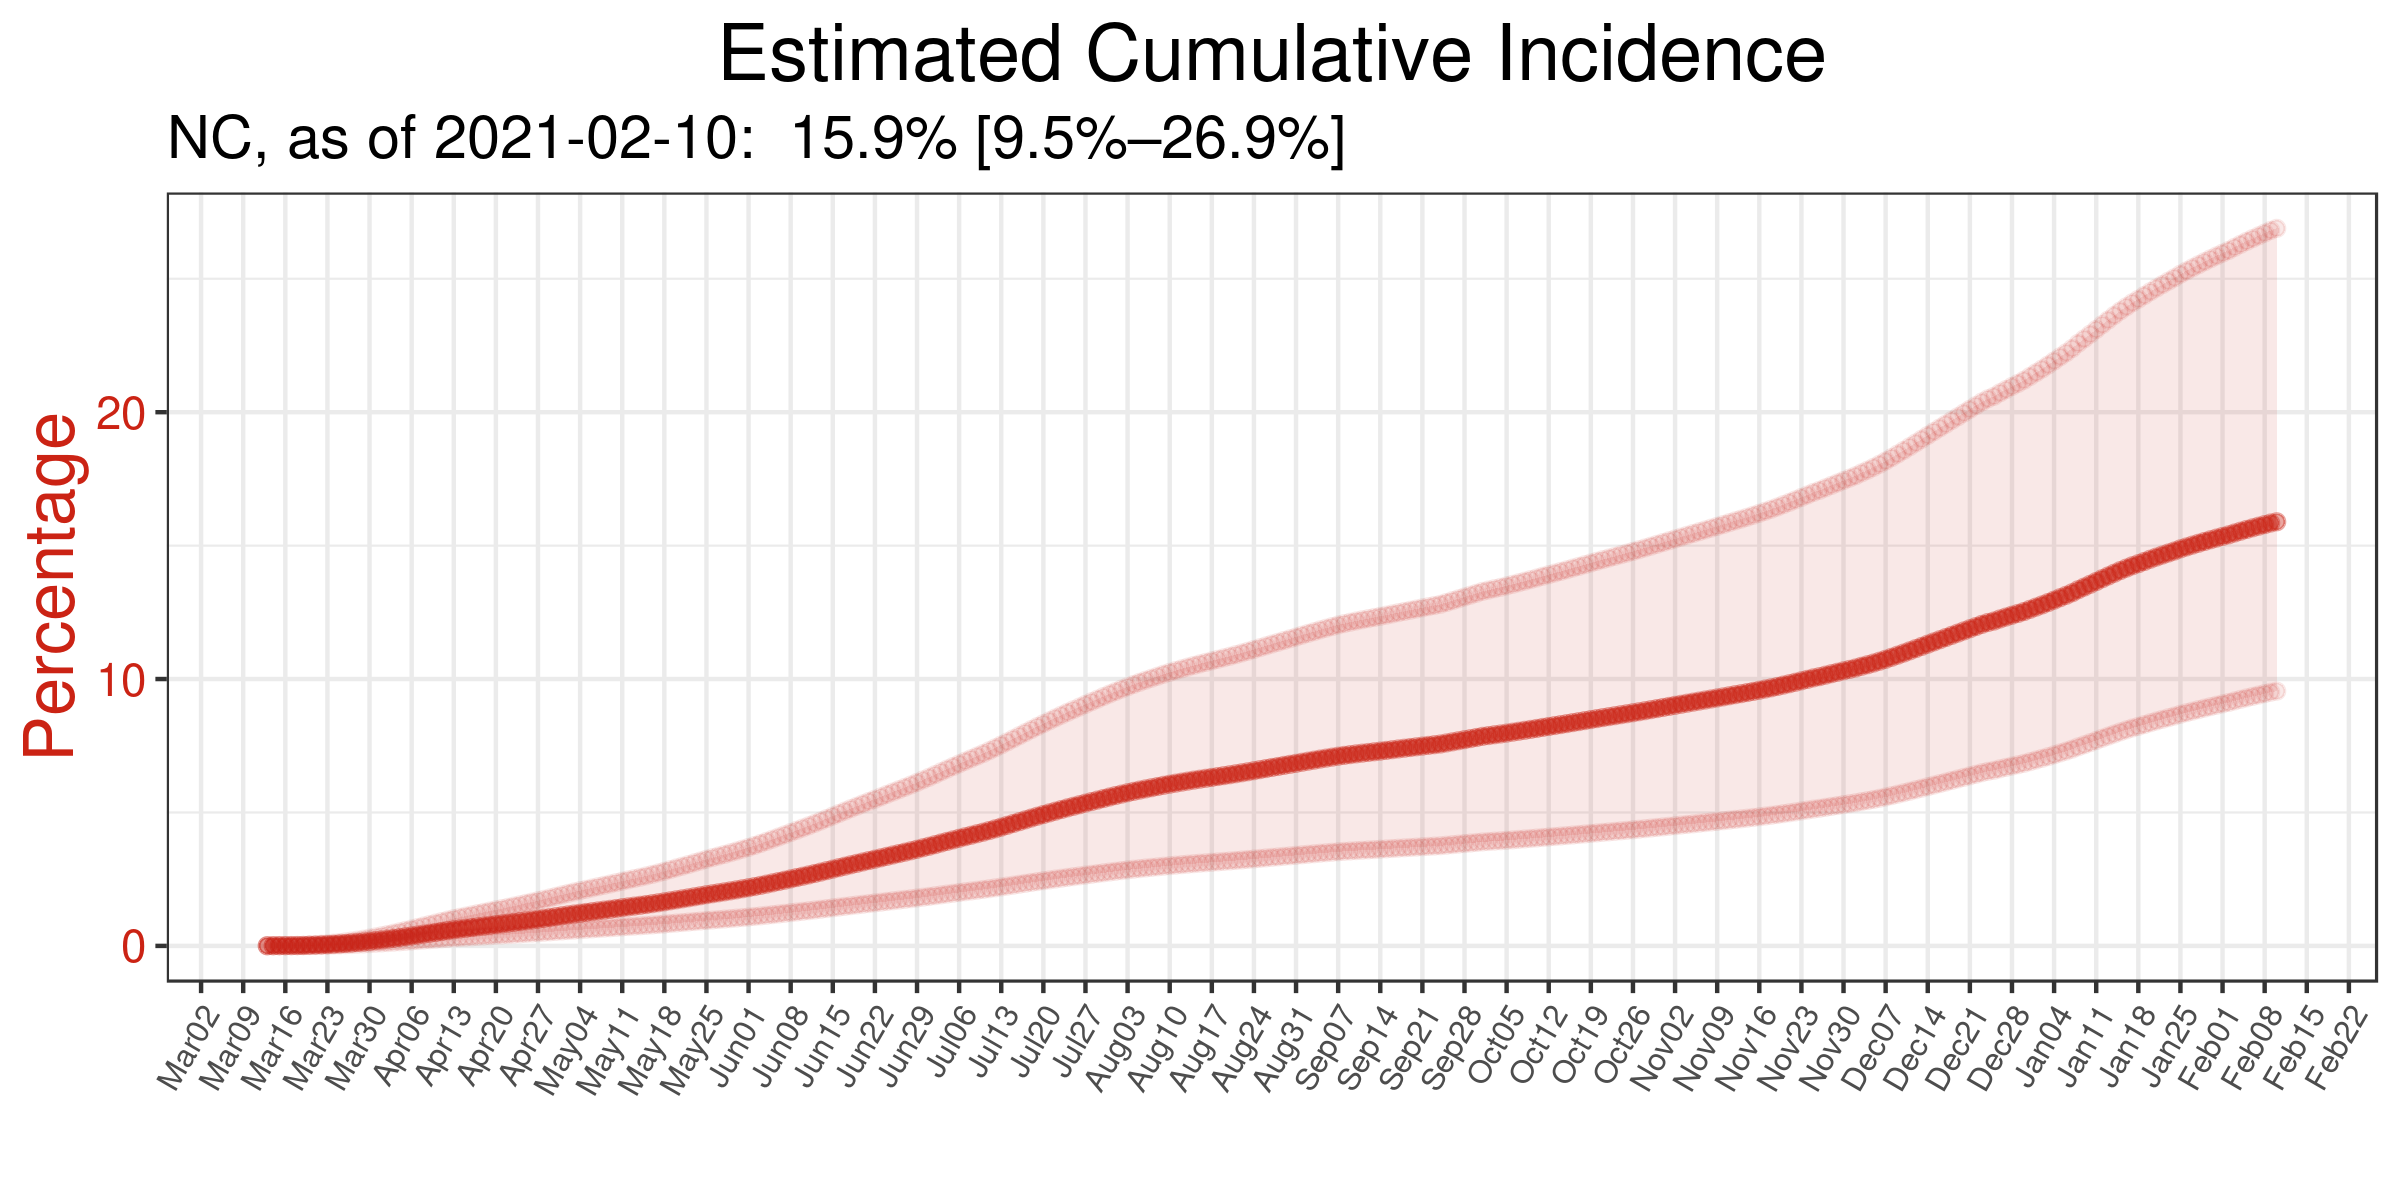 Estimated Cumulative Incidence
NC, as of 2021-02-10:  15.9% [9.5%–26.9%]
Percentage
20
10
0
Mar02
Mar09
Mar16
Mar23
Mar30
Apr06
Apr13
Apr20
Apr27
May04
May11
May18
May25
Jun01
Jun08
Jun15
Jun22
Jun29
Jul06
Jul13
Jul20
Jul27
Aug03
Aug10
Aug17
Aug24
Aug31
Sep07
Sep14
Sep21
Sep28
Oct05
Oct12
Oct19
Oct26
Nov02
Nov09
Nov16
Nov23
Nov30
Dec07
Dec14
Dec21
Dec28
Jan04
Jan11
Jan18
Jan25
Feb01
Feb08
Feb15
Feb22